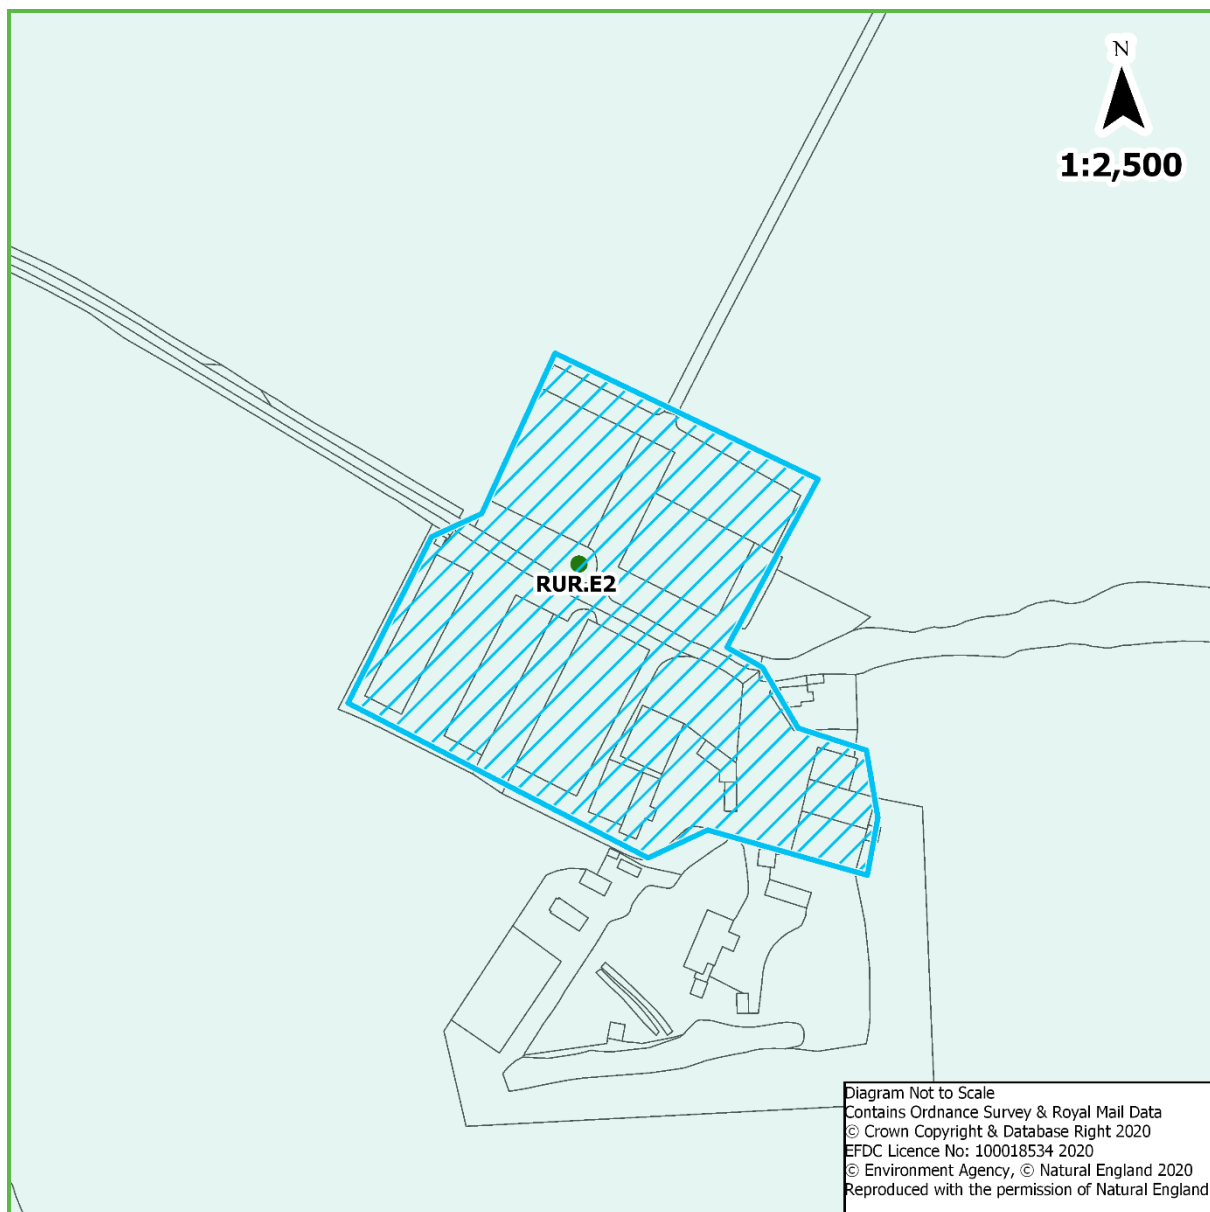 N
1:2,500
RUR.E2
Diagram Not to Scale
Contains Ordnance Survey & Royal Mail Data
© Crown Copyright & Database Right 2020
EFDC Licence No: 100018534 2020
© Environment Agency, © Natural England 2020
Reproduced with the permission of Natural England